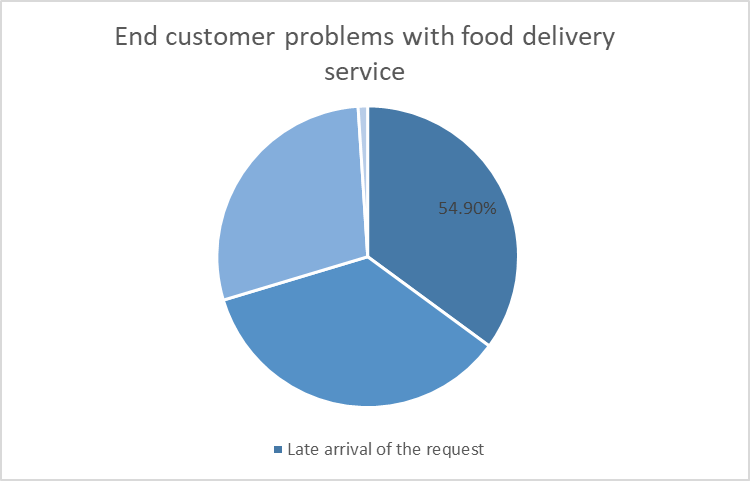 End customer problems with food delivery
service
54.90%
Late arrival of the request